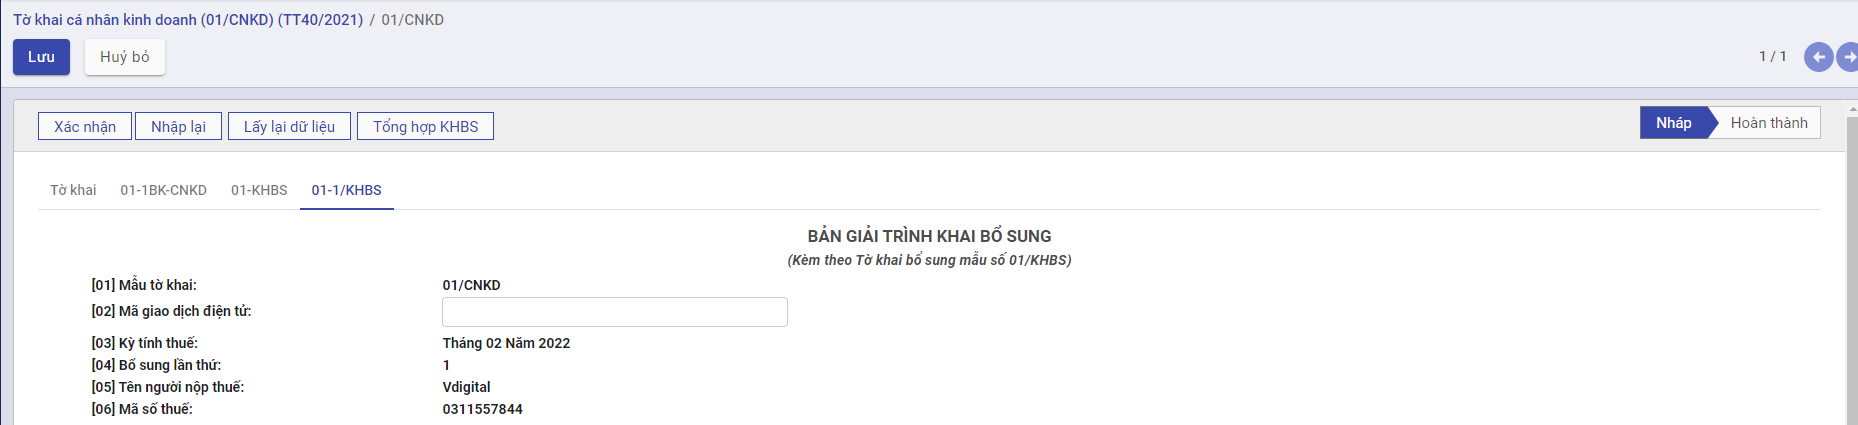 Tờ khai cá nhân kinh doanh (01/CNKD) (TT40/2021) / 01/CNKD
Lưu Huỷ bỏ 1 / 1
Xác nhận Nhập lại Lấy lại dữ liệu Tổng hợp KHBS Nháp Hoàn thành
Tờ khai 01-1BK-CNKD 01-KHBS 01-1/KHBS
BẢN GIẢI TRÌNH KHAI BỔ SUNG
(Kèm theo Tờ khai bổ sung mẫu số 01/KHBS)
[01] Mẫu tờ khai: 01/CNKD
[02] Mã giao dịch điện tử:
[03] Kỳ tính thuế: Tháng 02 Năm 2022
[04] Bổ sung lần thứ: 1
[05] Tên người nộp thuế: Vdigital
[06] Mã số thuế: 0311557844